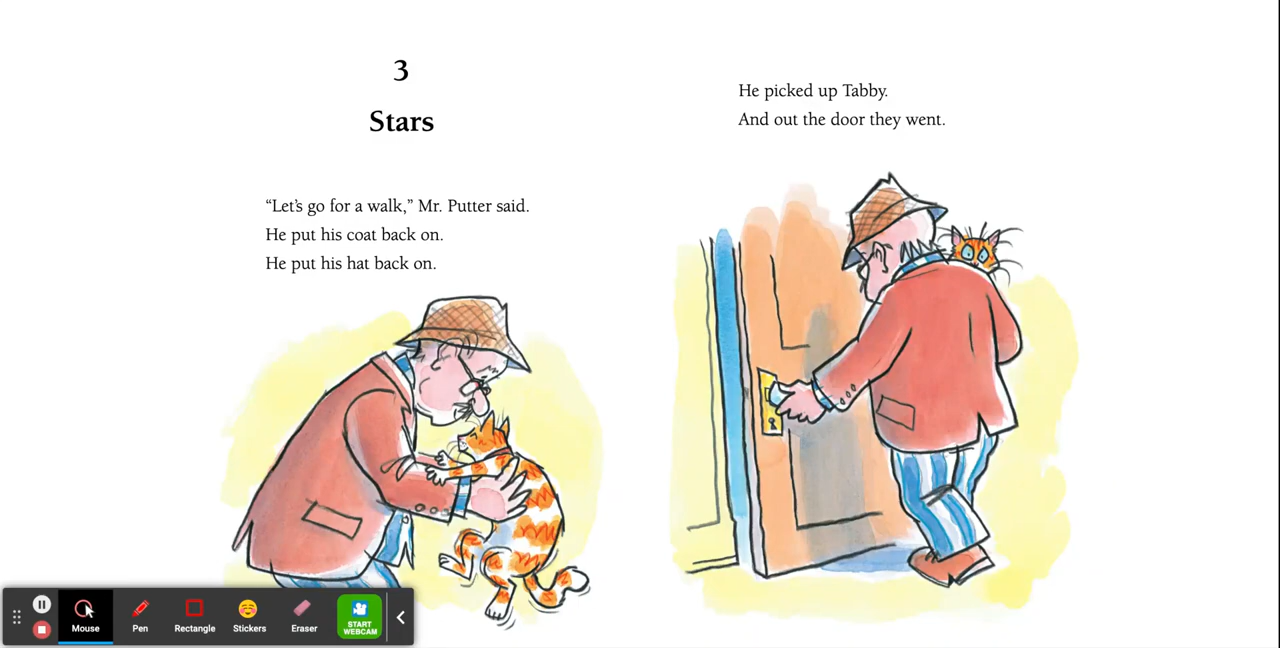 3
Stars
“Let’s go for a walk,” Mr. Putter said.
He put his coat back on.
He put his hat back on.
He picked up Tabby.
And out the door they went.
Mouse
Pen
Rectangle
Stickers
Eraser
START
WEBCAM